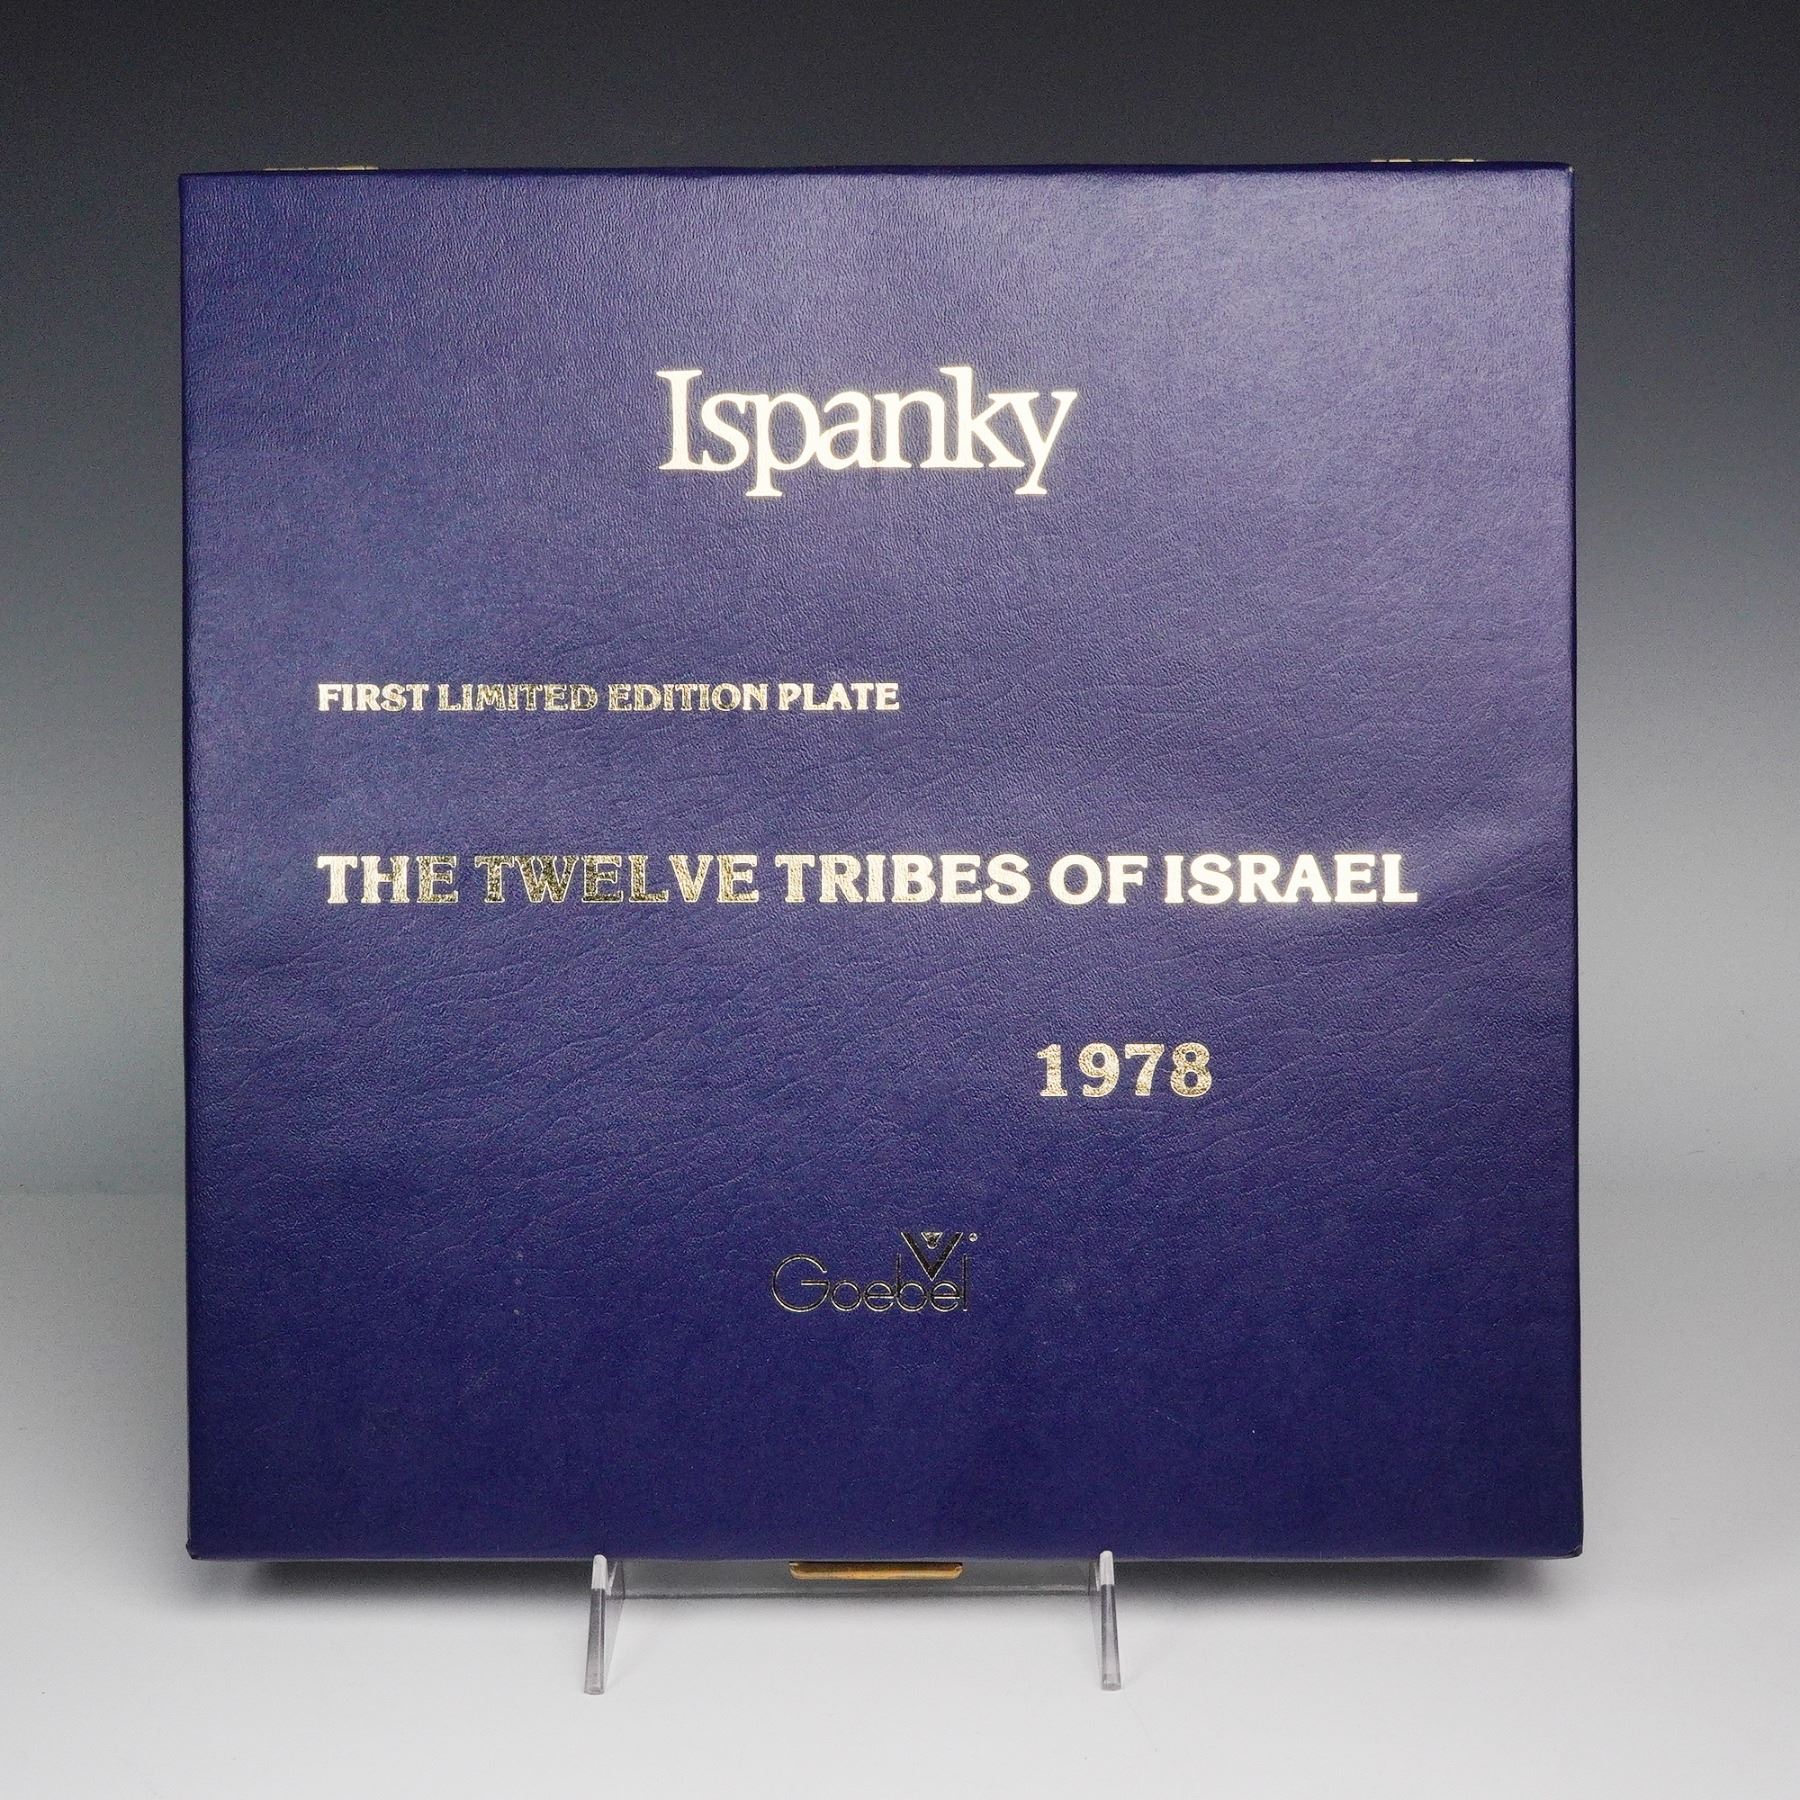 Ispanky
FIRST LIMITED EDITION PLATE
THE TWELVE TRIBES OF ISRAEL
1978
Goebel